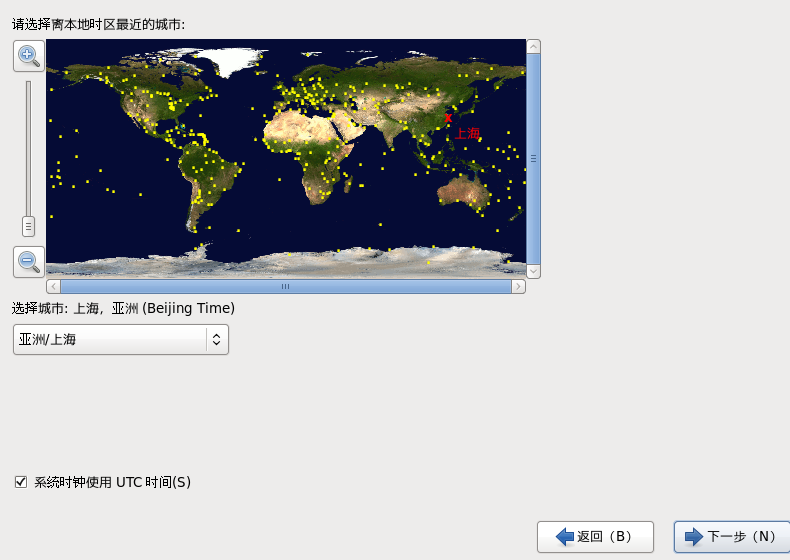 请选择离本地时区最近的城市:
上海
选择城市: 上海, 亚洲 (Beijing Time)
亚洲/上海
系统时钟使用 UTC 时间(S)
返回（B）
下一步（N）